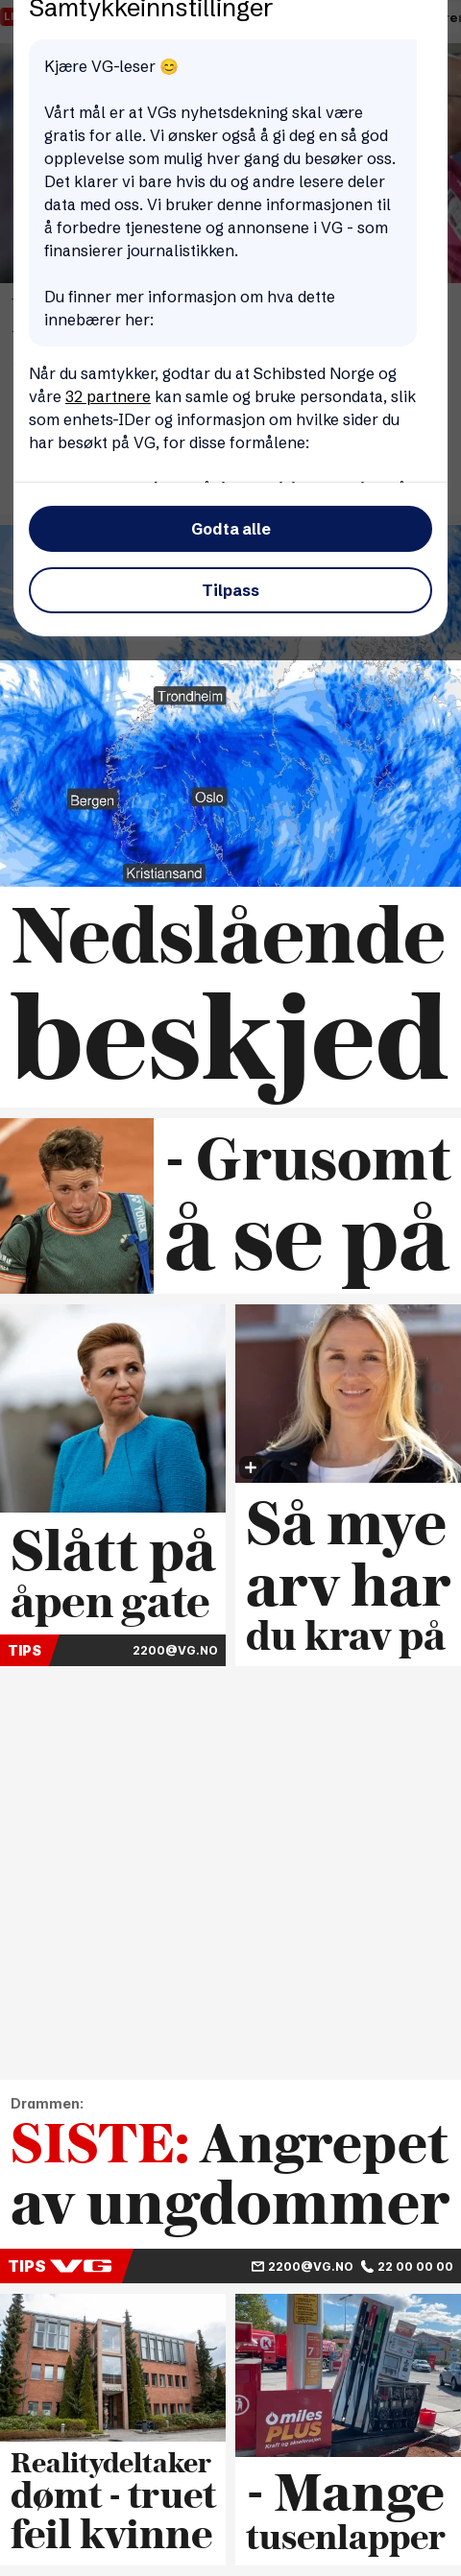 Samtykkeinnstillinger
Kjære VG-leser 😊
Vårt mål er at VGs nyhetsdekning skal være
gratis for alle. Vi ønsker også å gi deg en så god
opplevelse som mulig hver gang du besøker oss.
Det klarer vi bare hvis du og andre lesere deler
data med oss. Vi bruker denne informasjonen til
å forbedre tjenestene og annonsene i VG - som
finansierer journalistikken.
Du finner mer informasjon om hva dette
innebærer her:
Når du samtykker, godtar du at Schibsted Norge og
våre 32 partnere kan samle og bruke persondata, slik
som enhets-IDer og informasjon om hvilke sider du
har besøkt på VG, for disse formålene:
Godta alle
Tilpass
Trondheim
Bergen
Oslo
Kristiansand
Nedslående
beskjed
- Grusomt
å se på
YONEX
Slått på
åpen gate
TIPS 2200@VG.NO
Så mye
arv har
du krav på
Drammen:
SISTE: Angrepet
av ungdommer
TIPS VG 2200@VG.NO 22 00 00 00
Realitydeltaker
dømt - truet
feil kvinne
7
miles
PLUS
- Mange
tusenlapper